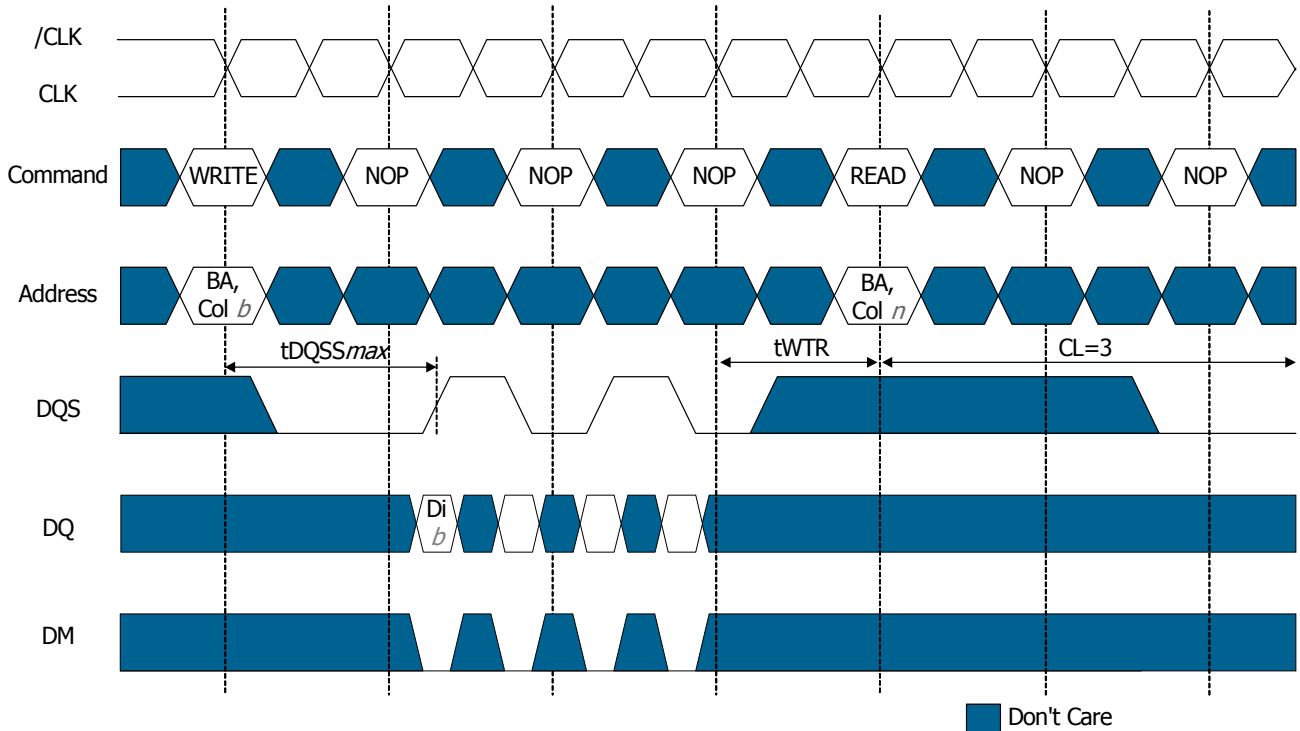 /CLK
CLK
Command
WRITE NOP NOP NOP READ NOP NOP
Address
BA,
Col b
BA,
Col n
tDQSSmax
tWTR
CL=3
DQS
DQ
Di
b
DM
Don't Care